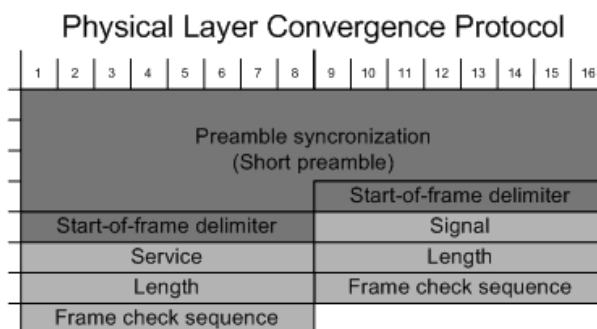 Physical Layer Convergence Protocol
1 2 3 4 5 6 7 8 9 10 11 12 13 14 15 16
Preamble syncronization
(Short preamble)
Start-of-frame delimiter
Start-of-frame delimiter Signal
Service Length
Length Frame check sequence
Frame check sequence